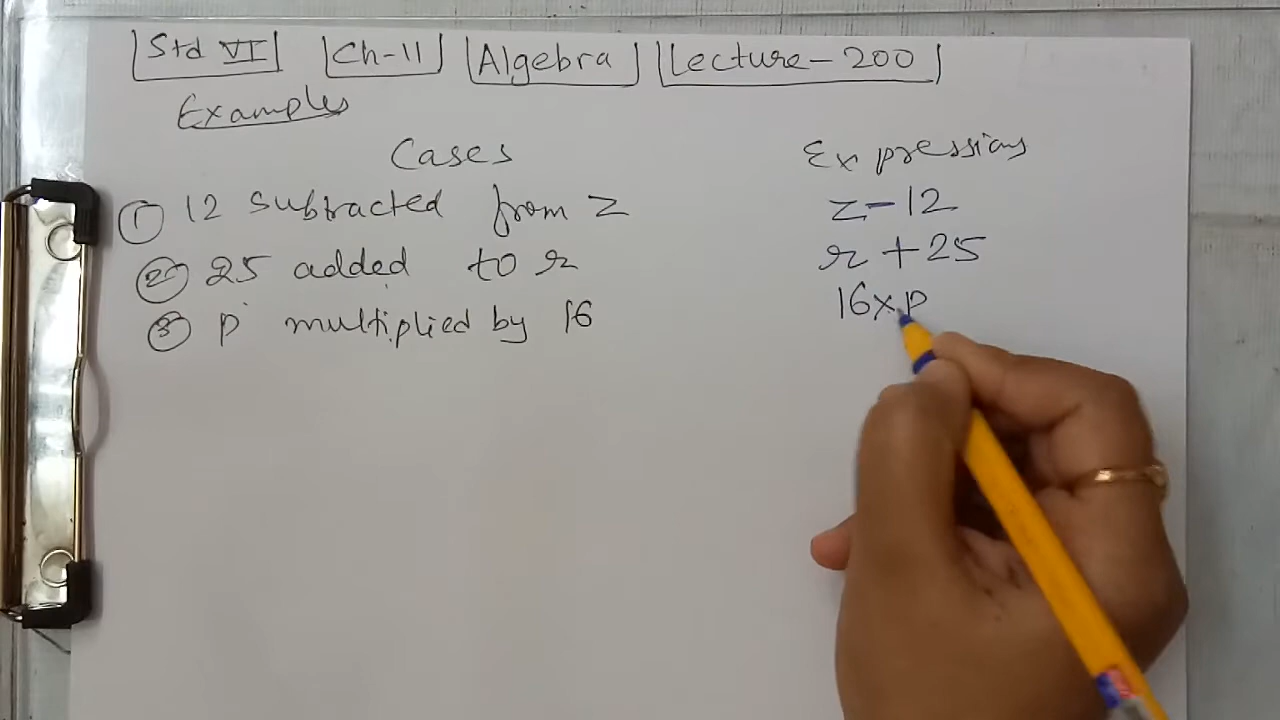 Std VI Ch-11 Algebra Lecture-200
Examples
Cases Expressions
① 12 subtracted from z z-12
② 25 added to r r+25
③ p multiplied by 16 16×p